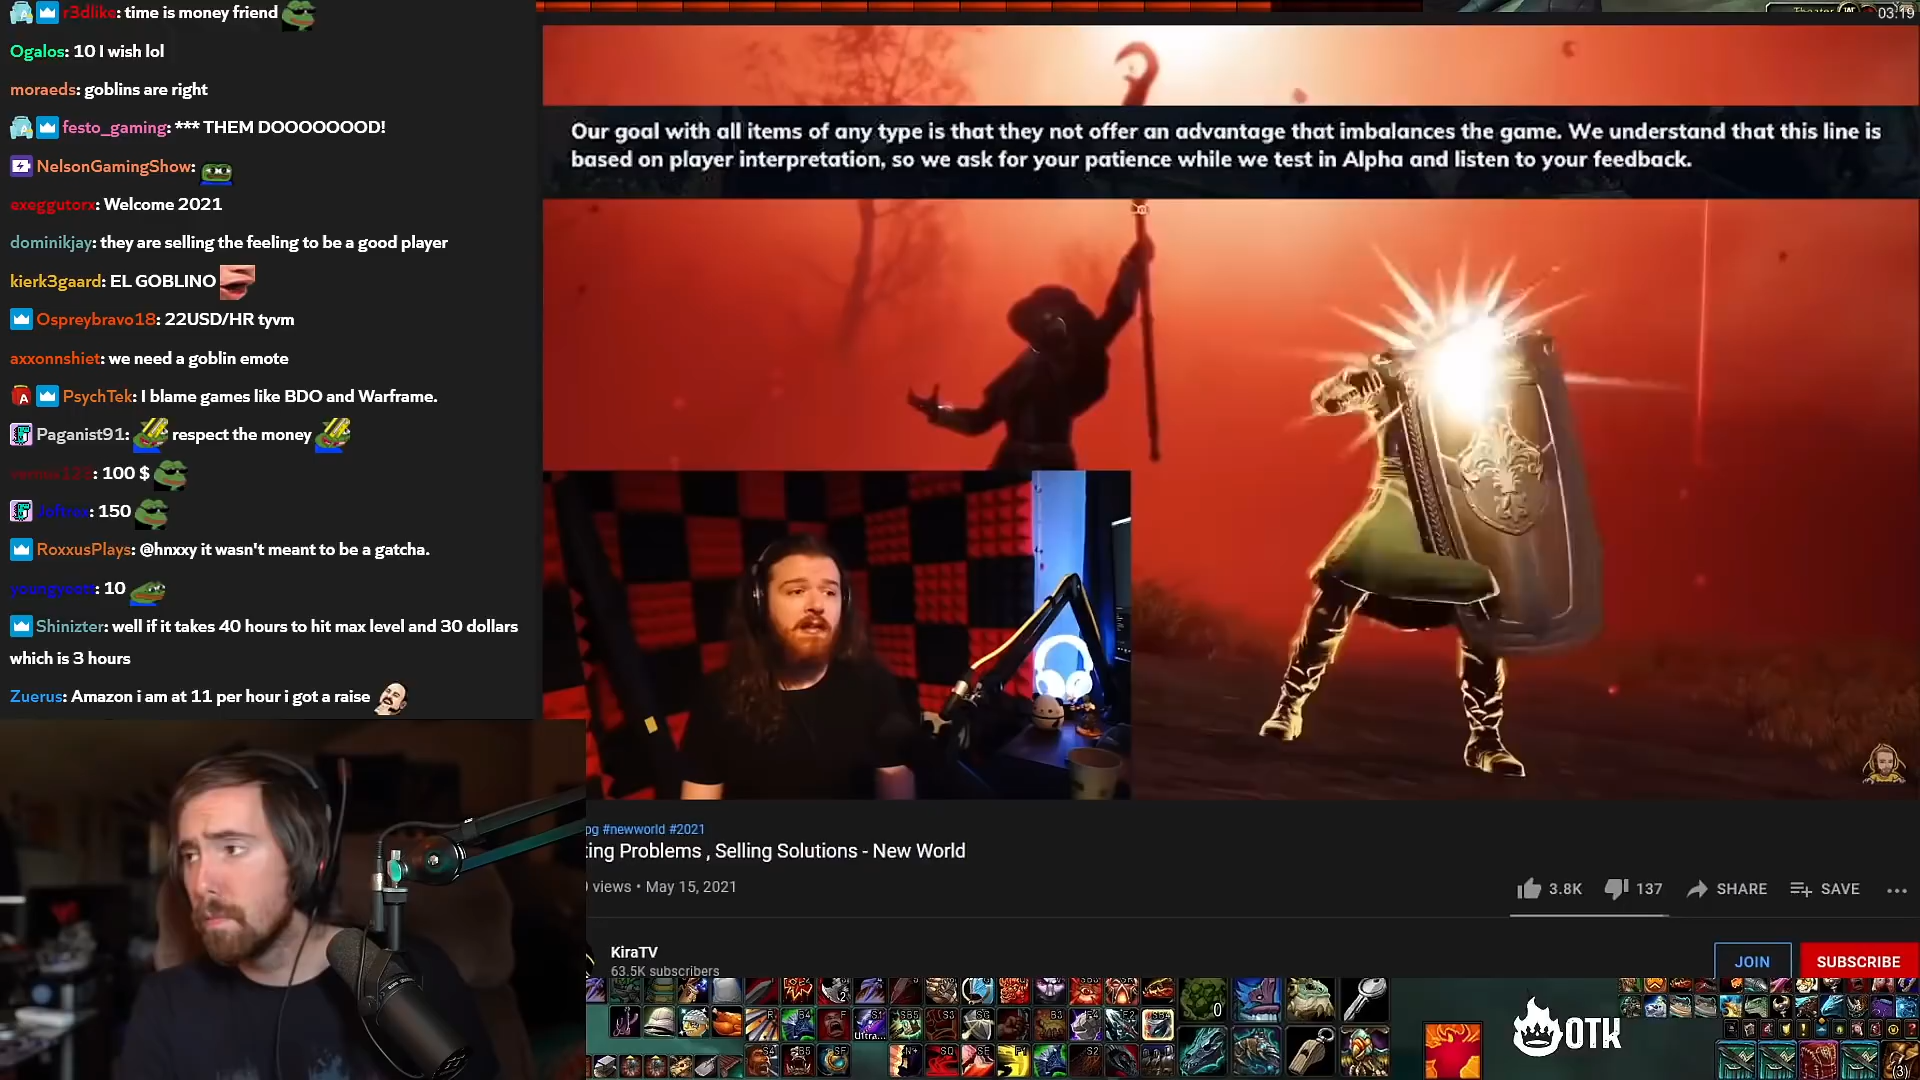 r3dlike: time is money friend
Ogalos: 10 I wish lol
moraeds: goblins are right
festo_gaming: *** THEM DOOOOOOOD!
NelsonGamingShow:
exeggutorx: Welcome 2021
dominikjay: they are selling the feeling to be a good player
kierk3gaard: EL GOBLINO
Ospreybravo18: 22USD/HR tyvm
axxonnshiet: we need a goblin emote
PsychTek: I blame games like BDO and Warframe.
Paganist91: respect the money
: 100 $
: 150
RoxxusPlays: @hnxxy it wasn't meant to be a gatcha.
: 10
Shinizter: well if it takes 40 hours to hit max level and 30 dollars
which is 3 hours
Zuerus: Amazon i am at 11 per hour i got a raise
03:19
Our goal with all items of any type is that they not offer an advantage that imbalances the game. We understand that this line is
based on player interpretation, so we ask for your patience while we test in Alpha and listen to your feedback.
pg #newworld #2021
ting Problems , Selling Solutions - New World
views • May 15, 2021
3.8K 137 SHARE SAVE
KiraTV
63.5K subscribers
JOIN SUBSCRIBE
OTK